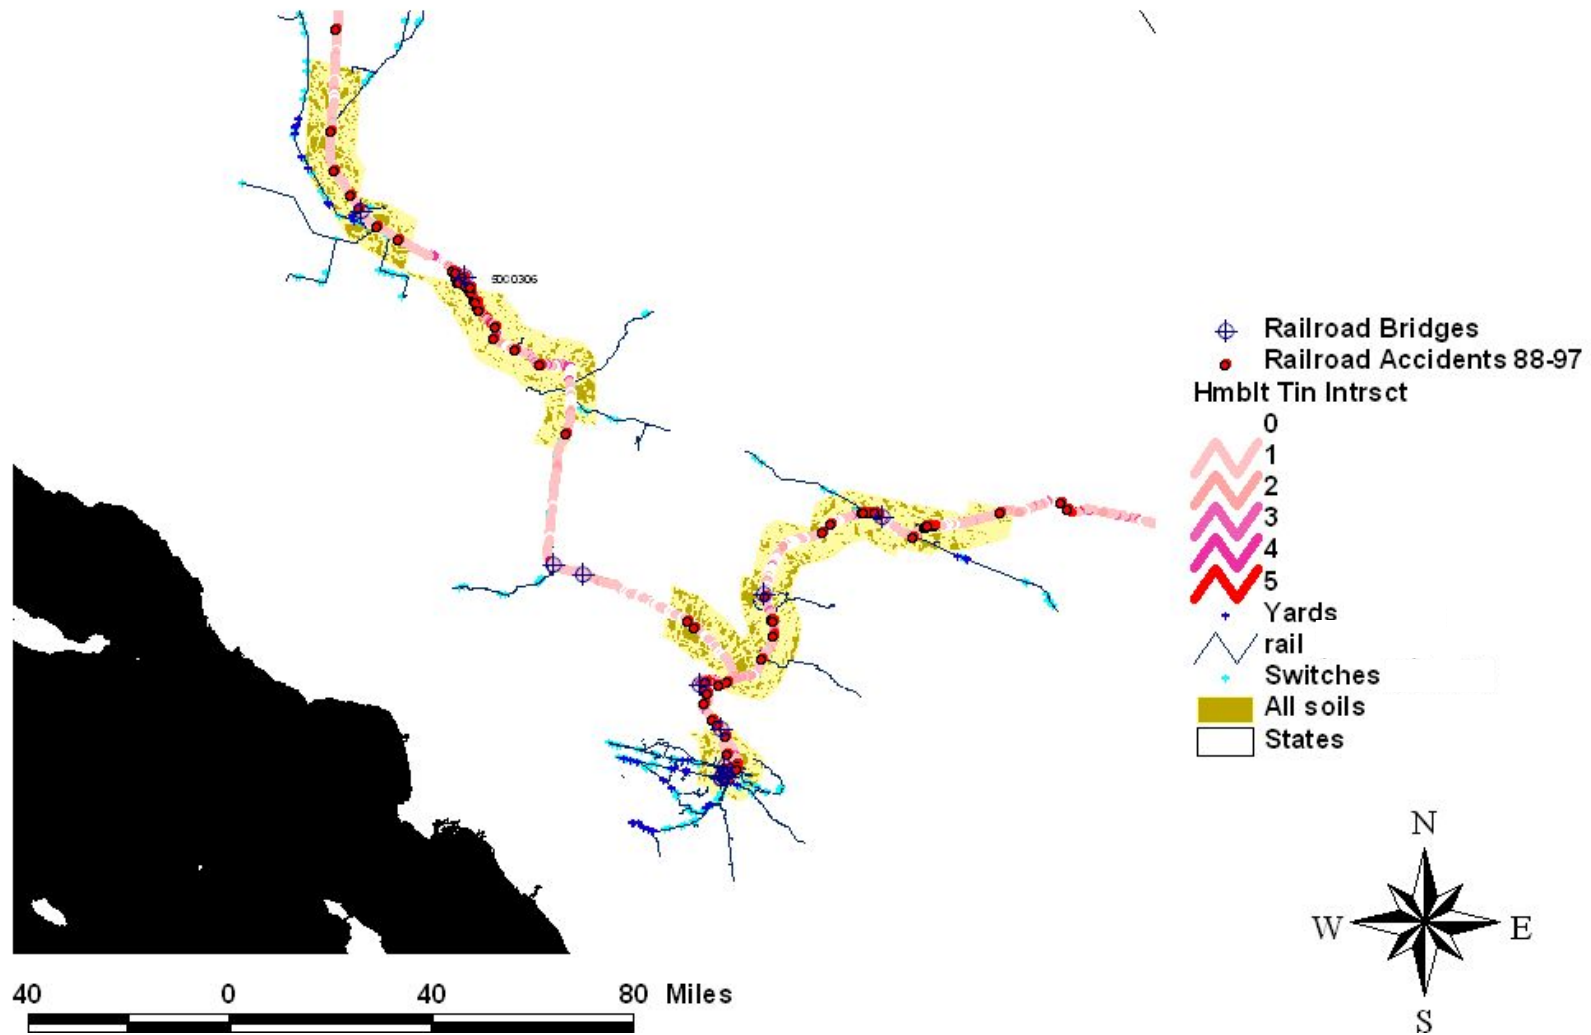 SDC0306
Railroad Bridges
Railroad Accidents 88-97
Hmblt Tin Intrsct
0
1
2
3
4
5
Yards
rail
Switches
All soils
States
N
W E
S
40 0 40 80 Miles